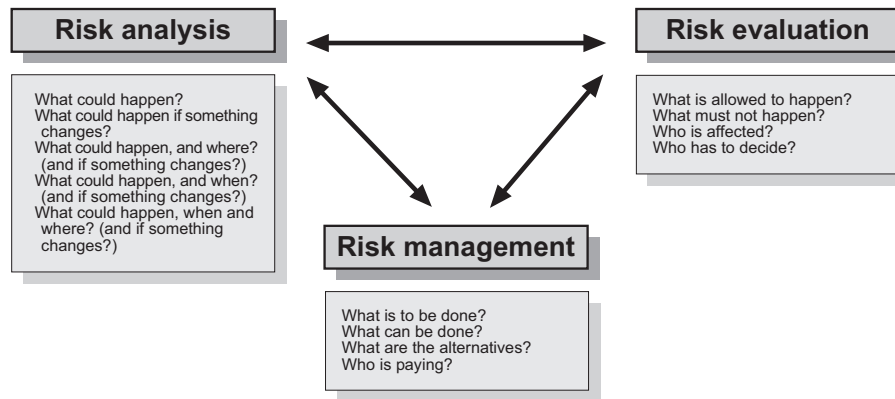 Risk analysis
What could happen?
What could happen if something
changes?
What could happen, and where?
(and if something changes?)
What could happen, and when?
(and if something changes?)
What could happen, when and
where? (and if something
changes?)
Risk evaluation
What is allowed to happen?
What must not happen?
Who is affected?
Who has to decide?
Risk management
What is to be done?
What can be done?
What are the alternatives?
Who is paying?